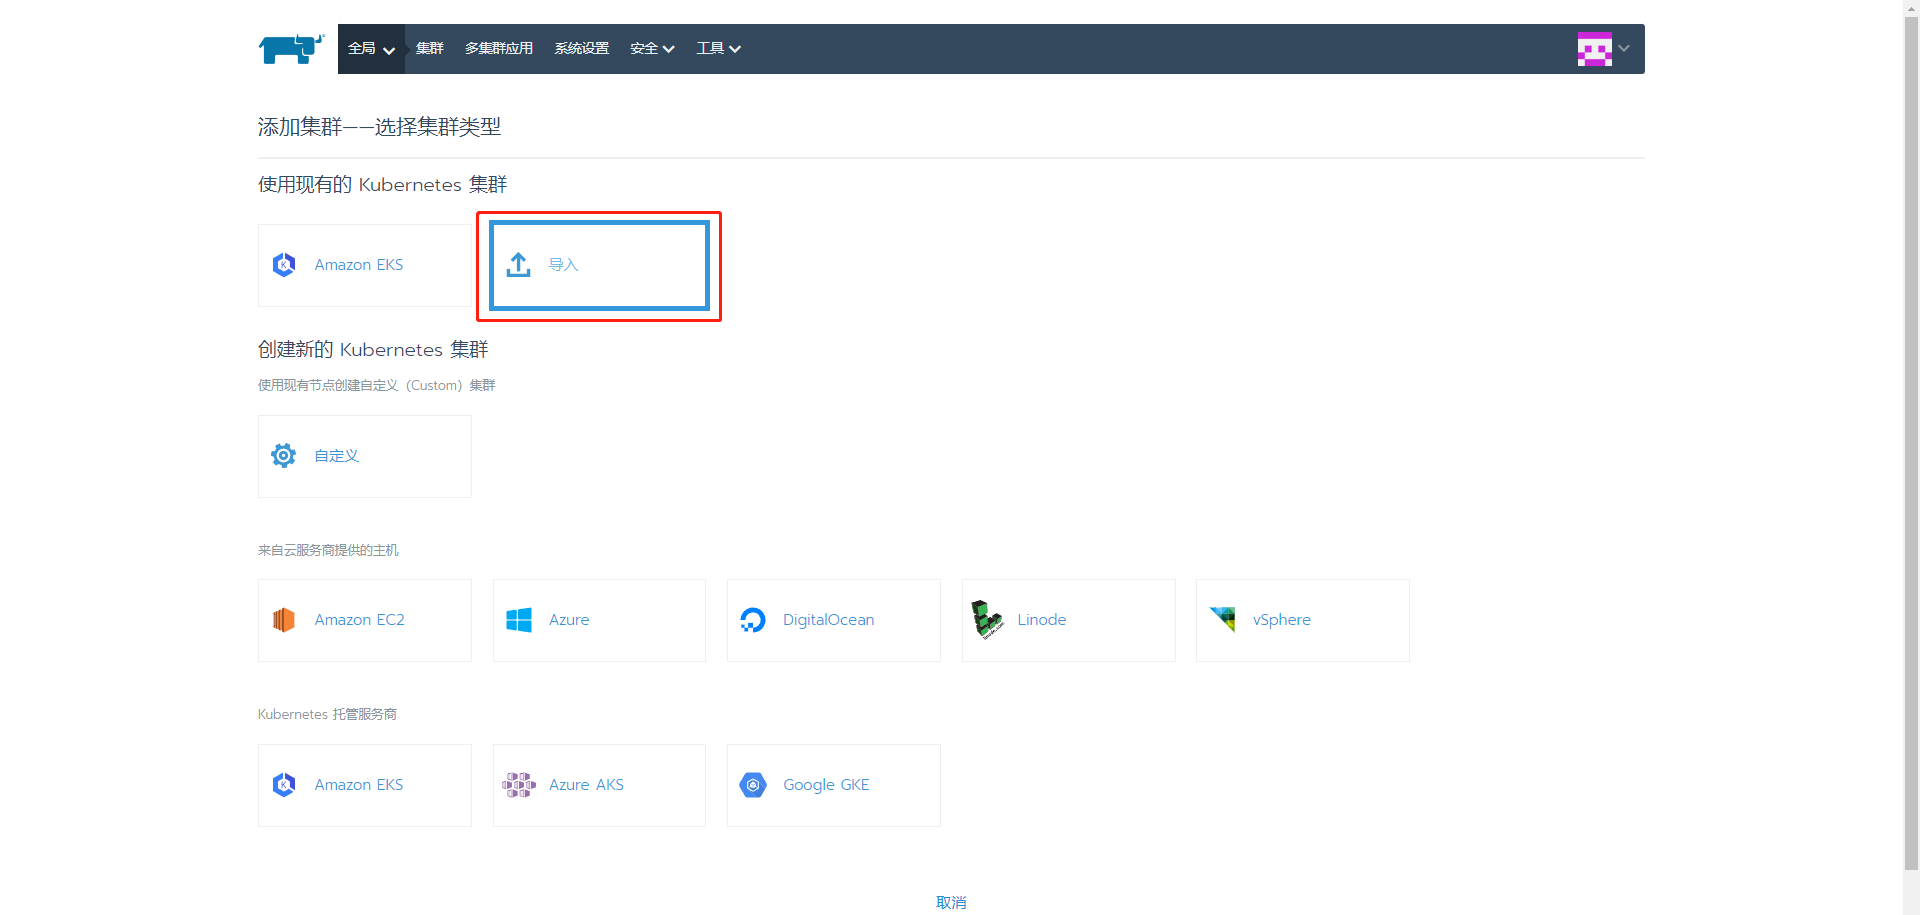 全局 集群 多集群应用 系统设置 安全 工具
添加集群——选择集群类型
使用现有的 Kubernetes 集群
Amazon EKS 导入
创建新的 Kubernetes 集群
使用现有节点创建自定义（Custom）集群
自定义
来自云服务商提供的主机
Amazon EC2 Azure DigitalOcean Linode vSphere
Kubernetes 托管服务商
Amazon EKS Azure AKS Google GKE
取消